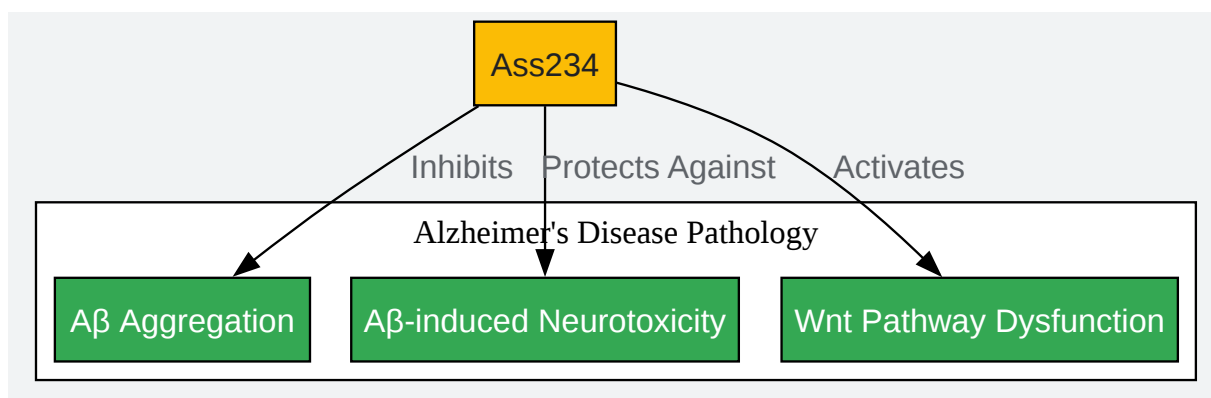 Ass234
Inhibits
Protects Against
Activates
Alzheimer's Disease Pathology
Aβ Aggregation
Aβ-induced Neurotoxicity
Wnt Pathway Dysfunction